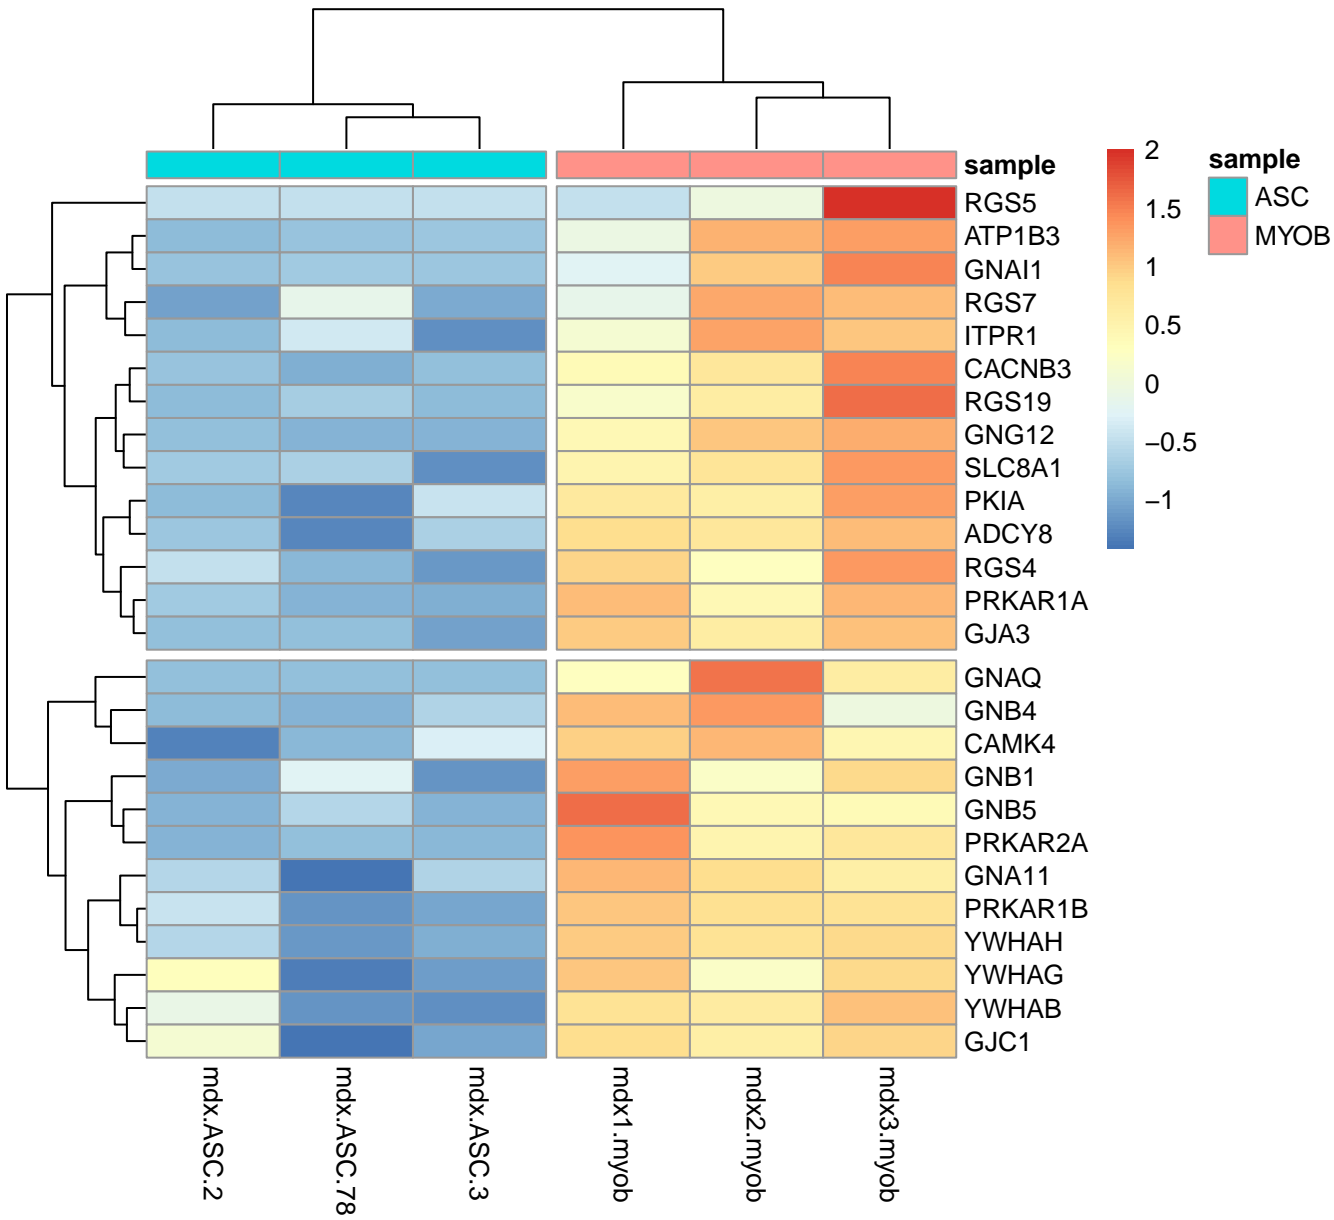 sample
RGS5
ATP1B3
GNAI1
RGS7
ITPR1
CACNB3
RGS19
GNG12
SLC8A1
PKIA
ADCY8
RGS4
PRKAR1A
GJA3
GNAQ
GNB4
CAMK4
GNB1
GNB5
PRKAR2A
GNA11
PRKAR1B
YWHAH
YWHAG
YWHAB
GJC1
mdx.ASC.2
mdx.ASC.78
mdx.ASC.3
mdx1.myob
mdx2.myob
mdx3.myob
2
1.5
1
0.5
0
−0.5
−1
sample
ASC
MYOB